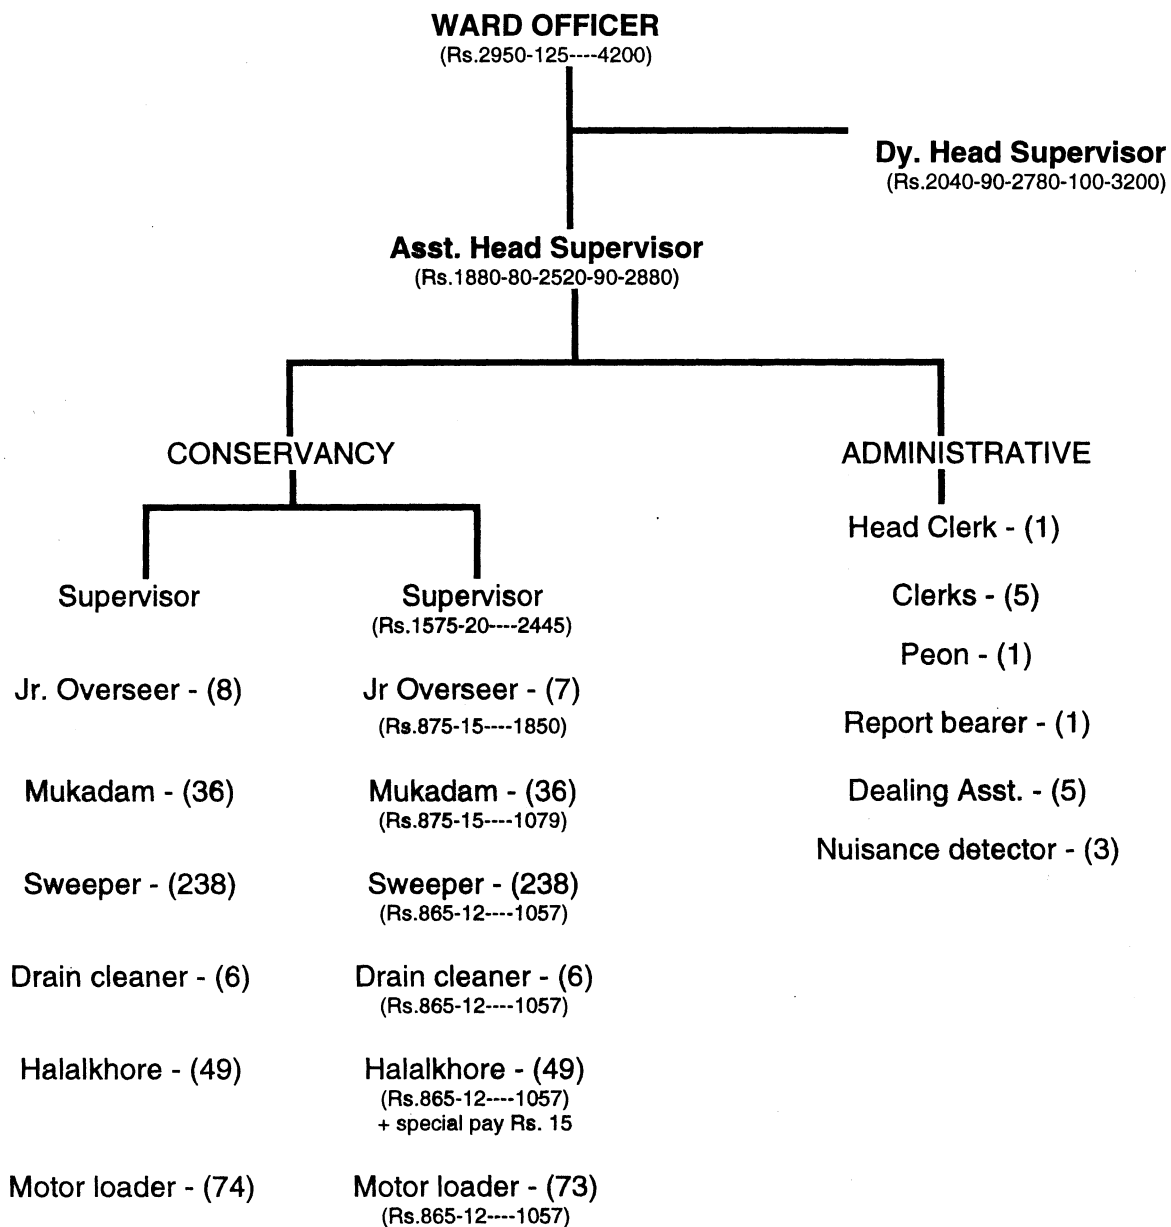 WARD OFFICER
(Rs.2950-125----4200)
Dy. Head Supervisor
(Rs.2040-90-2780-100-3200)
Asst. Head Supervisor
(Rs.1880-80-2520-90-2880)
CONSERVANCY
Supervisor
Jr. Overseer - (8)
Mukadam - (36)
Sweeper - (238)
Drain cleaner - (6)
Halalkhore - (49)
Motor loader - (74)
Supervisor
(Rs.1575-20----2445)
Jr Overseer - (7)
(Rs.875-15----1850)
Mukadam - (36)
(Rs.875-15----1079)
Sweeper - (238)
(Rs.865-12----1057)
Drain cleaner - (6)
(Rs.865-12----1057)
Halalkhore - (49)
(Rs.865-12----1057)
+ special pay Rs. 15
Motor loader - (73)
(Rs.865-12----1057)
ADMINISTRATIVE
Head Clerk - (1)
Clerks - (5)
Peon - (1)
Report bearer - (1)
Dealing Asst. - (5)
Nuisance detector - (3)